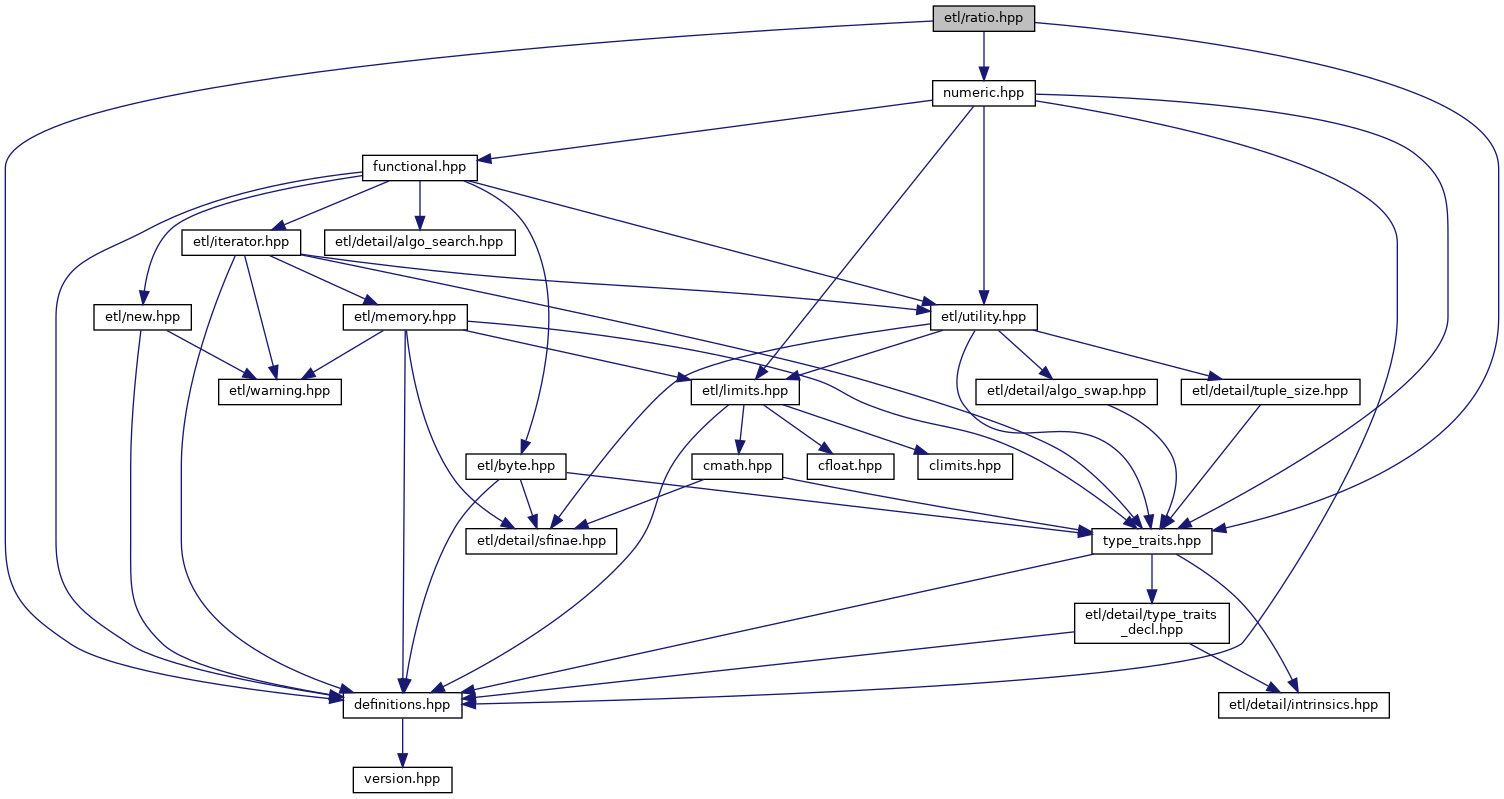 etl/ratio.hpp
numeric.hpp
functional.hpp
etl/iterator.hpp
etl/detail/algo_search.hpp
etl/new.hpp
etl/memory.hpp
etl/utility.hpp
etl/warning.hpp
etl/limits.hpp
etl/detail/algo_swap.hpp
etl/detail/tuple_size.hpp
etl/byte.hpp
cmath.hpp
cfloat.hpp
climits.hpp
etl/detail/sfinae.hpp
type_traits.hpp
etl/detail/type_traits
_decl.hpp
definitions.hpp
etl/detail/intrinsics.hpp
version.hpp